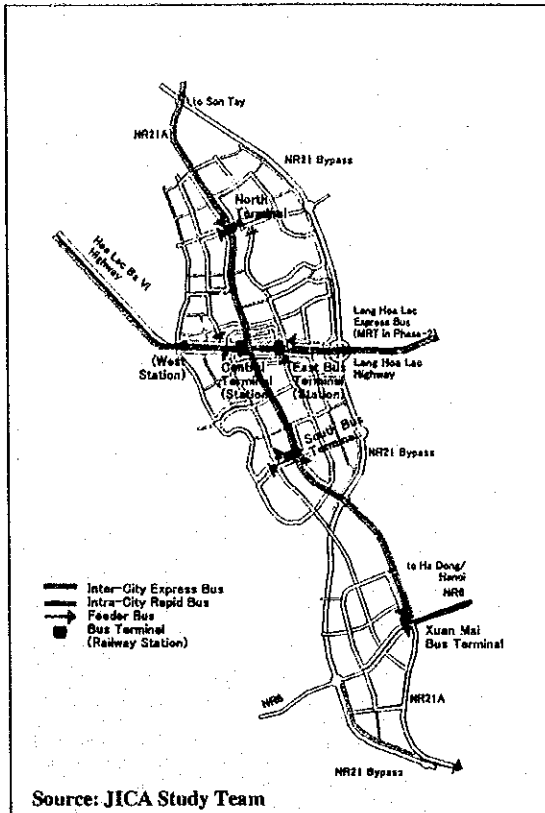 to Son Tay
NR21A
NR21 Bypass
North
Terminal
Hoa Lac Ba Vi
Highway
Lang Hoa Lac
Express Bus
(MRT in Phase-2)
Lang Hoa Lac
Highway
(West
Station)
Central
Terminal
(Station)
East Bus
Terminal
(Station)
South Bus
Terminal
NR21 Bypass
to Ha Dong/
Hanoi
NR6
Inter-City Express Bus
Intra-City Rapid Bus
Feeder Bus
Bus Terminal
(Railway Station)
Xuan Mai
Bus Terminal
NR6
NR21A
NR21 Bypass
Source: JICA Study Team